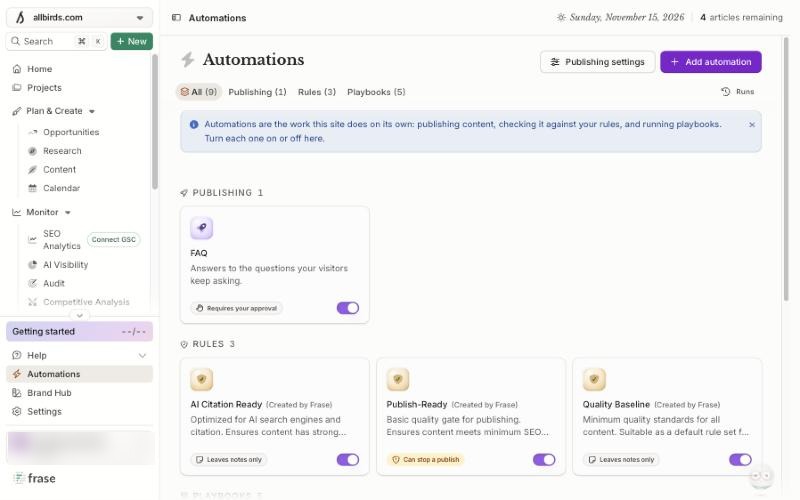 allbirds.com
Search ⌘ K
+ New
Home
Projects
Plan & Create
Opportunities
Research
Content
Calendar
Monitor
SEO Analytics
Connect GSC
AI Visibility
Audit
Competitive Analysis
Getting started --/--
Help
Automations
Brand Hub
Settings
frase
Automations
Sunday, November 15, 2026
4 articles remaining
Automations
Publishing settings
+ Add automation
All (9)
Publishing (1)
Rules (3)
Playbooks (5)
Runs
Automations are the work this site does on its own: publishing content, checking it against your rules, and running playbooks.
Turn each one on or off here.
PUBLISHING 1
FAQ
Answers to the questions your visitors
keep asking.
Requires your approval
RULES 3
AI Citation Ready (Created by Frase)
Optimized for AI search engines and
citation. Ensures content has strong...
Leaves notes only
Publish-Ready (Created by Frase)
Basic quality gate for publishing.
Ensures content meets minimum SEO...
Can stop a publish
Quality Baseline (Created by Frase)
Minimum quality standards for all
content. Suitable as a default rule set f...
Leaves notes only
PLAYBOOKS 5